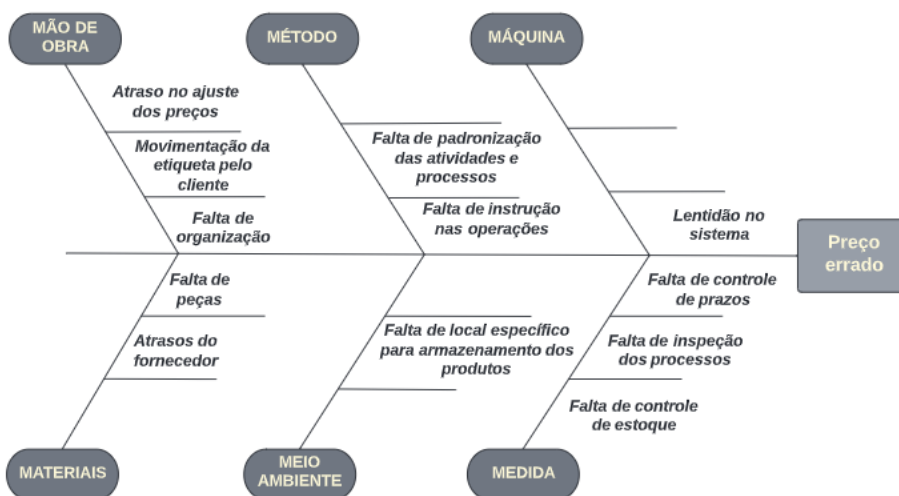 MÃO DE
OBRA
MÉTODO
MÁQUINA
Atraso no ajuste
dos preços
Movimentação da
etiqueta pelo
cliente
Falta de
organização
Falta de padronização
das atividades e
processos
Falta de instrução
nas operações
Lentidão no
sistema
Preço
errado
Falta de
peças
Atrasos do
fornecedor
Falta de local específico
para armazenamento dos
produtos
Falta de controle
de prazos
Falta de inspeção
dos processos
Falta de controle
de estoque
MATERIAIS
MEIO
AMBIENTE
MEDIDA